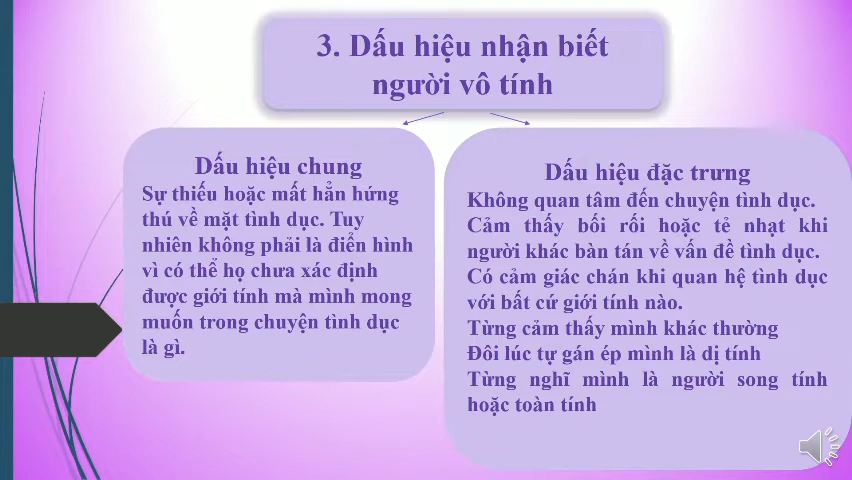 3. Dấu hiệu nhận biết
người vô tính
Dấu hiệu chung
Sự thiếu hoặc mất hẳn hứng
thú về mặt tình dục. Tuy
nhiên không phải là điển hình
vì có thể họ chưa xác định
được giới tính mà mình mong
muốn trong chuyện tình dục
là gì.
Dấu hiệu đặc trưng
Không quan tâm đến chuyện tình dục.
Cảm thấy bối rối hoặc tẻ nhạt khi
người khác bàn tán về vấn đề tình dục.
Có cảm giác chán khi quan hệ tình dục
với bất cứ giới tính nào.
Từng cảm thấy mình khác thường
Đôi lúc tự gán ép mình là dị tính
Từng nghĩ mình là người song tính
hoặc toàn tính